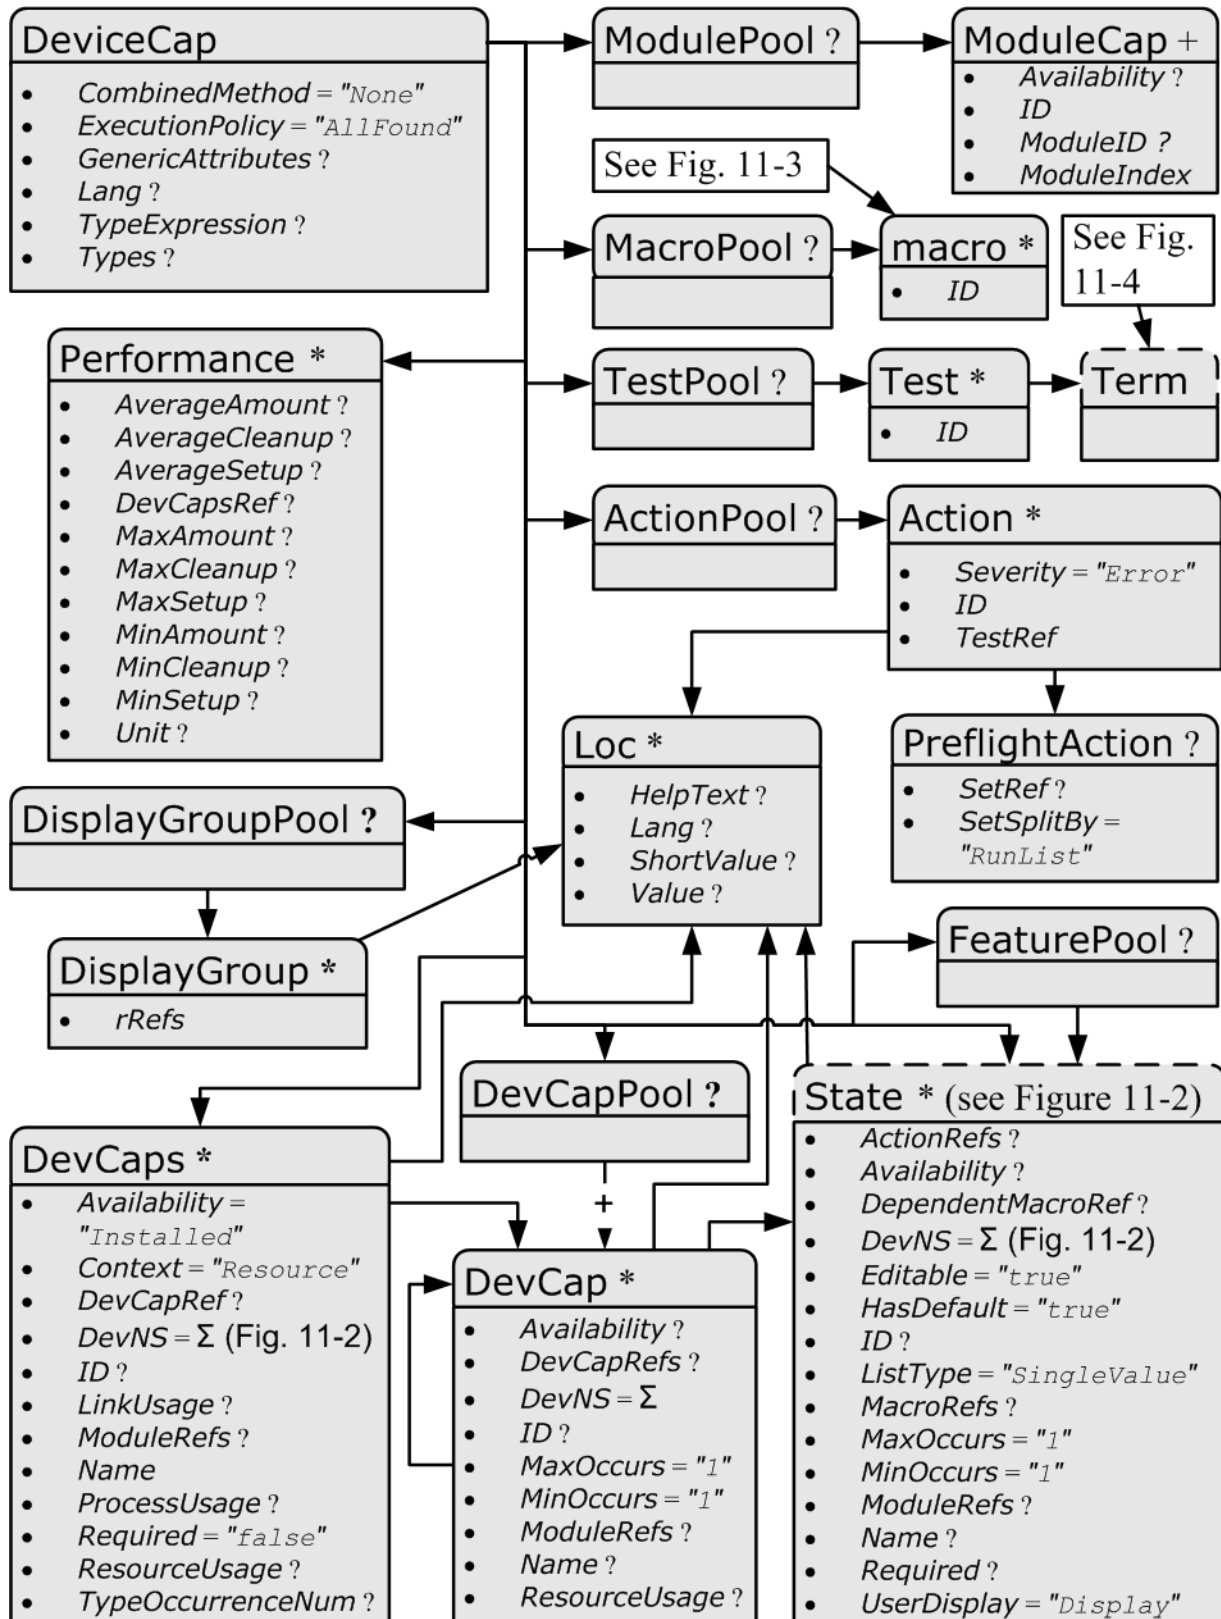 DeviceCap
• CombinedMethod = "None"
• ExecutionPolicy = "AllFound"
• GenericAttributes ?
• Lang ?
• TypeExpression ?
• Types ?
ModulePool ?
ModuleCap +
• Availability ?
• ID
• ModuleID ?
• ModuleIndex
See Fig. 11-3
MacroPool ?
macro *
• ID
See Fig.
11-4
Performance *
• AverageAmount ?
• AverageCleanup ?
• AverageSetup ?
• DevCapsRef ?
• MaxAmount ?
• MaxCleanup ?
• MaxSetup ?
• MinAmount ?
• MinCleanup ?
• MinSetup ?
• Unit ?
TestPool ?
Test *
• ID
Term
ActionPool ?
Action *
• Severity = "Error"
• ID
• TestRef
Loc *
• HelpText ?
• Lang ?
• ShortValue ?
• Value ?
PreflightAction ?
• SetRef ?
• SetSplitBy =
"RunList"
DisplayGroupPool ?
DisplayGroup *
• rRefs
FeaturePool ?
DevCapPool ?
+
State * (see Figure 11-2)
• ActionRefs ?
• Availability ?
• DependentMacroRef ?
• DevNS = Σ (Fig. 11-2)
• Editable = "true"
• HasDefault = "true"
• ID ?
• ListType = "SingleValue"
• MacroRefs ?
• MaxOccurs = "1"
• MinOccurs = "1"
• ModuleRefs ?
• Name ?
• Required ?
• UserDisplay = "Display"
DevCaps *
• Availability =
"Installed"
• Context = "Resource"
• DevCapRef ?
• DevNS = Σ (Fig. 11-2)
• ID ?
• LinkUsage ?
• ModuleRefs ?
• Name
• ProcessUsage ?
• Required = "false"
• ResourceUsage ?
• TypeOccurrenceNum ?
DevCap *
• Availability ?
• DevCapRefs ?
• DevNS = Σ
• ID ?
• MaxOccurs = "1"
• MinOccurs = "1"
• ModuleRefs ?
• Name ?
• ResourceUsage ?